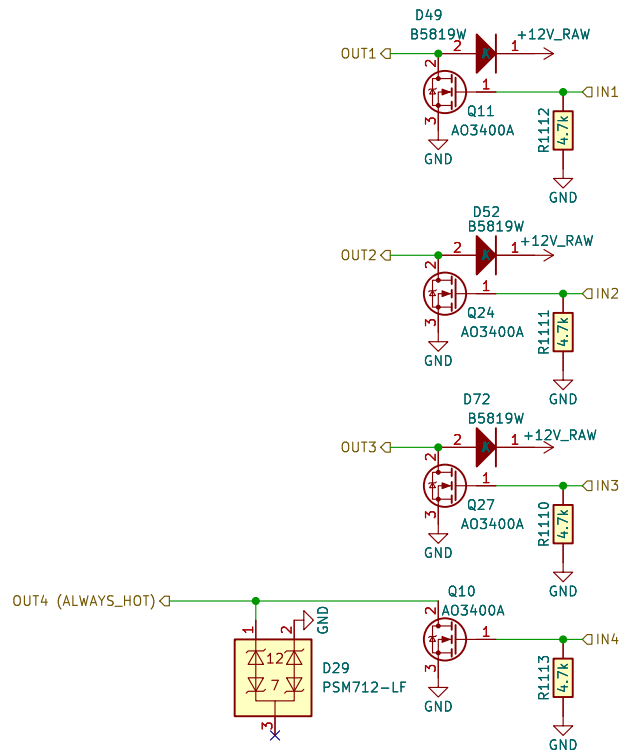 D49
B5819W
+12V_RAW
OUT1
2
1
2
1
IN1
Q11
AO3400A
3
GND
R1112
4.7k
GND
D52
B5819W
+12V_RAW
OUT2
2
1
2
1
IN2
Q24
AO3400A
3
GND
R1111
4.7k
GND
D72
B5819W
+12V_RAW
OUT3
2
1
2
1
IN3
Q27
AO3400A
3
GND
R1110
4.7k
GND
OUT4 (ALWAYS_HOT)
Q10
AO3400A
2
1
IN4
3
GND
R1113
4.7k
GND
1
2
GND
12
7
D29
PSM712-LF
3